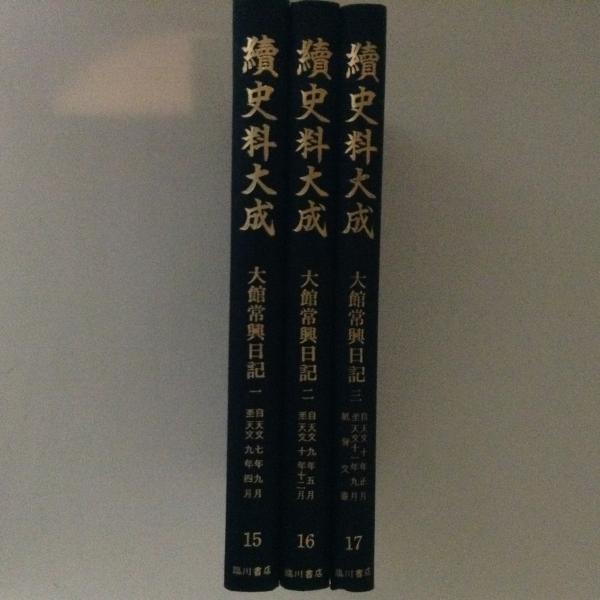 續史料大成
大館常興日記 一
自天文七年九月
至天文九年四月
15
臨川書店
續史料大成
大館常興日記 二
自天文九年五月
至天文十年十二月
16
臨川書店
續史料大成
大館常興日記 三
自天文十年正月
至天文十一年九月
紙背文書
17
臨川書店